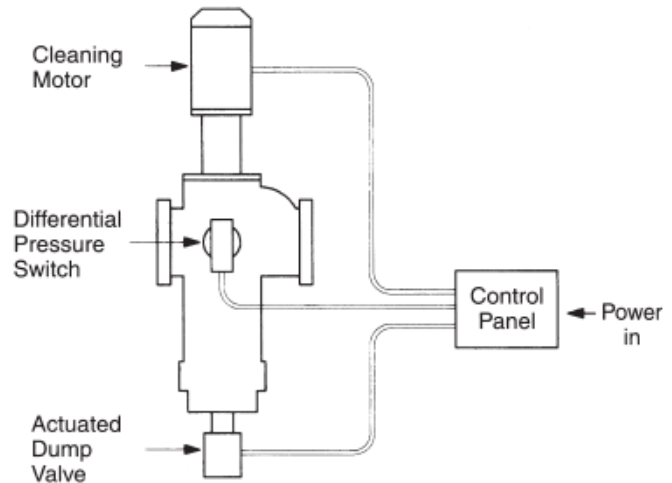 Cleaning
Motor
Differential
Pressure
Switch
Control
Panel
Power
in
Actuated
Dump
Valve